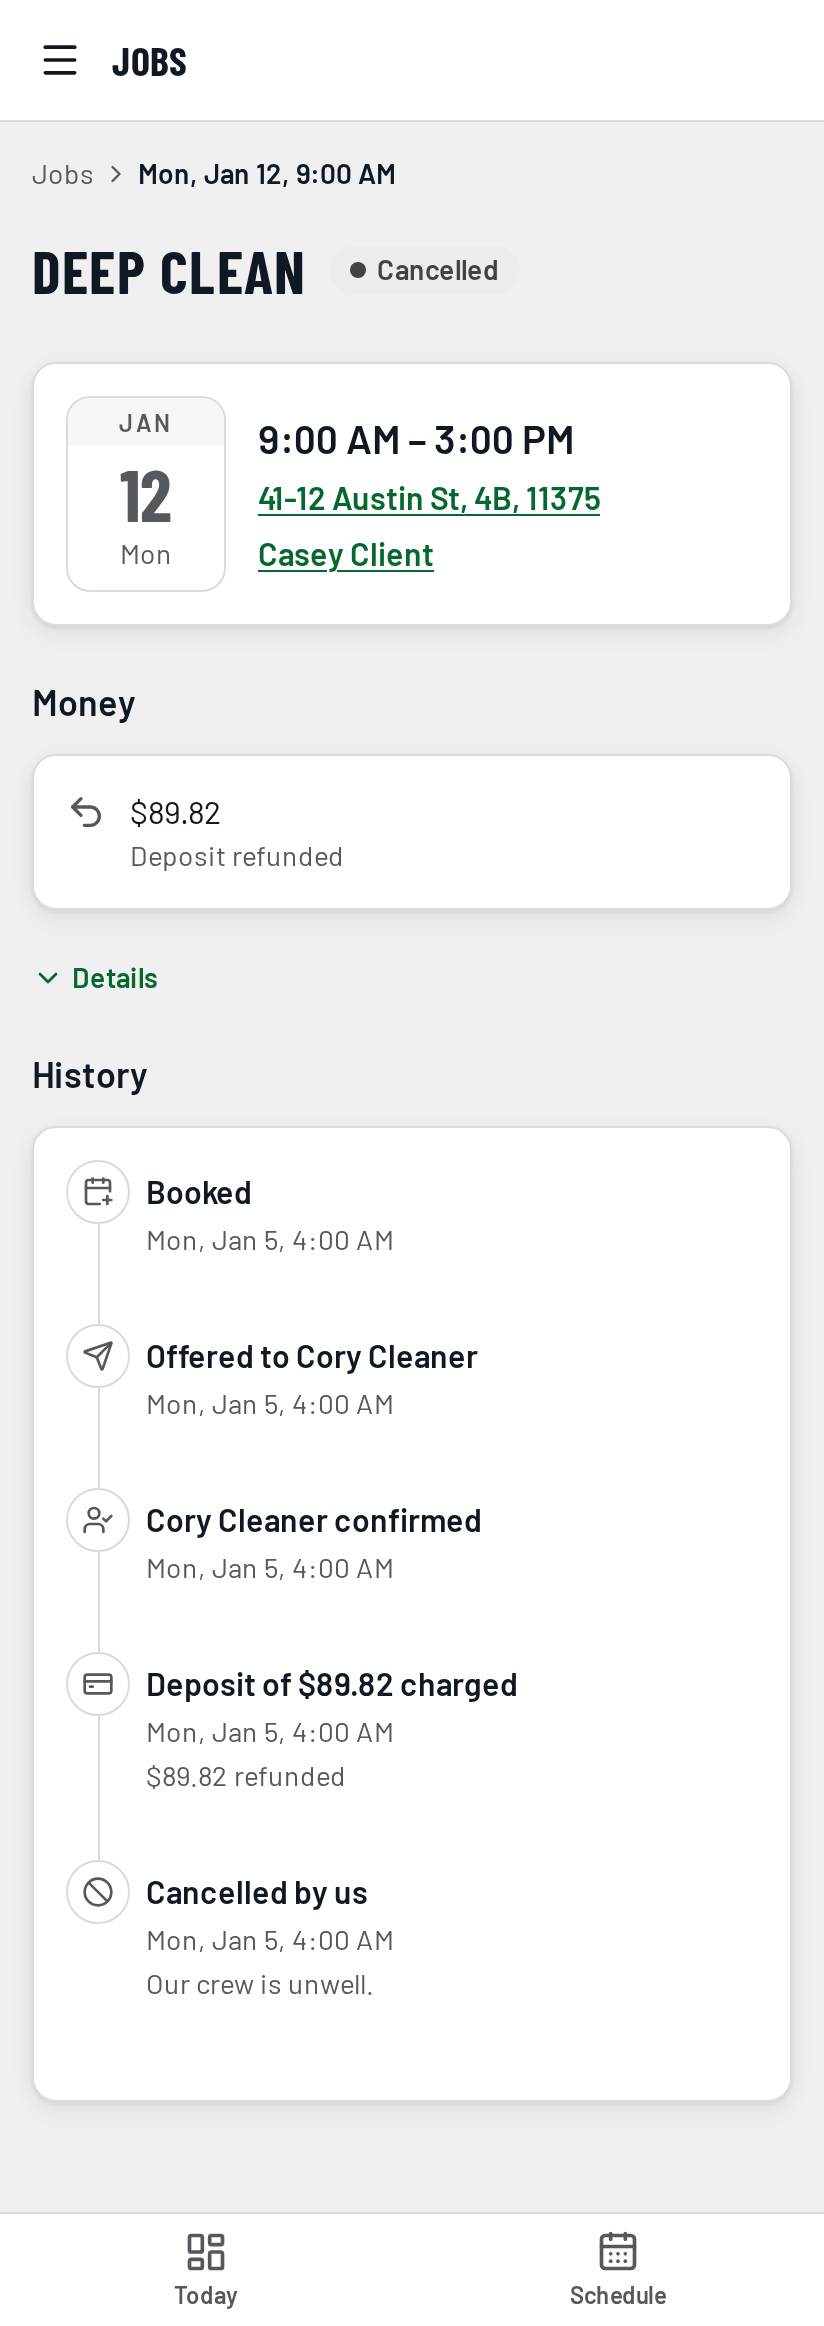 JOBS
Jobs > Mon, Jan 12, 9:00 AM
DEEP CLEAN
Cancelled
JAN
12
Mon
9:00 AM – 3:00 PM
41-12 Austin St, 4B, 11375
Casey Client
Money
$89.82
Deposit refunded
Details
History
Booked
Mon, Jan 5, 4:00 AM
Offered to Cory Cleaner
Mon, Jan 5, 4:00 AM
Cory Cleaner confirmed
Mon, Jan 5, 4:00 AM
Deposit of $89.82 charged
Mon, Jan 5, 4:00 AM
$89.82 refunded
Cancelled by us
Mon, Jan 5, 4:00 AM
Our crew is unwell.
Today
Schedule